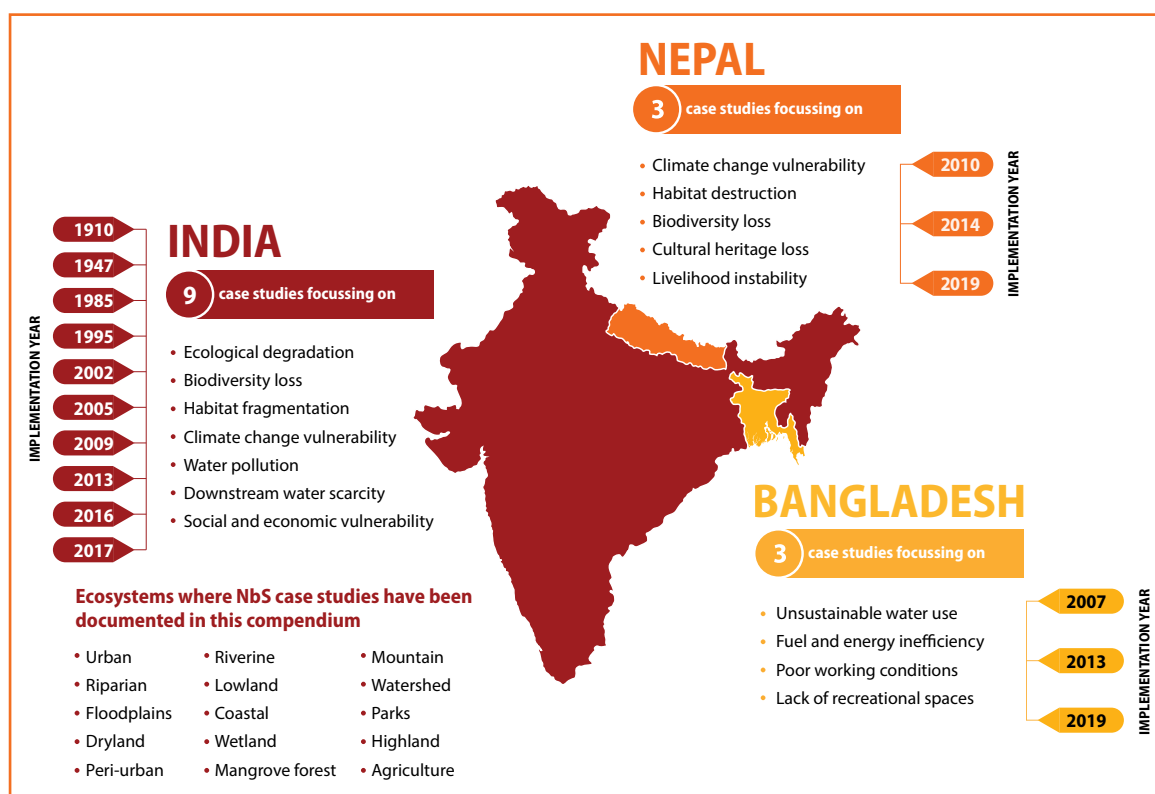 NEPAL
3 case studies focussing on
• Climate change vulnerability
• Habitat destruction
• Biodiversity loss
• Cultural heritage loss
• Livelihood instability
2010
2014
2019
IMPLEMENTATION YEAR
INDIA
9 case studies focussing on
• Ecological degradation
• Biodiversity loss
• Habitat fragmentation
• Climate change vulnerability
• Water pollution
• Downstream water scarcity
• Social and economic vulnerability
IMPLEMENTATION YEAR
1910
1947
1985
1995
2002
2005
2009
2013
2016
2017
BANGLADESH
3 case studies focussing on
• Unsustainable water use
• Fuel and energy inefficiency
• Poor working conditions
• Lack of recreational spaces
2007
2013
2019
IMPLEMENTATION YEAR
Ecosystems where NbS case studies have been
documented in this compendium
• Urban
• Riparian
• Floodplains
• Dryland
• Peri-urban
• Riverine
• Lowland
• Coastal
• Wetland
• Mangrove forest
• Mountain
• Watershed
• Parks
• Highland
• Agriculture